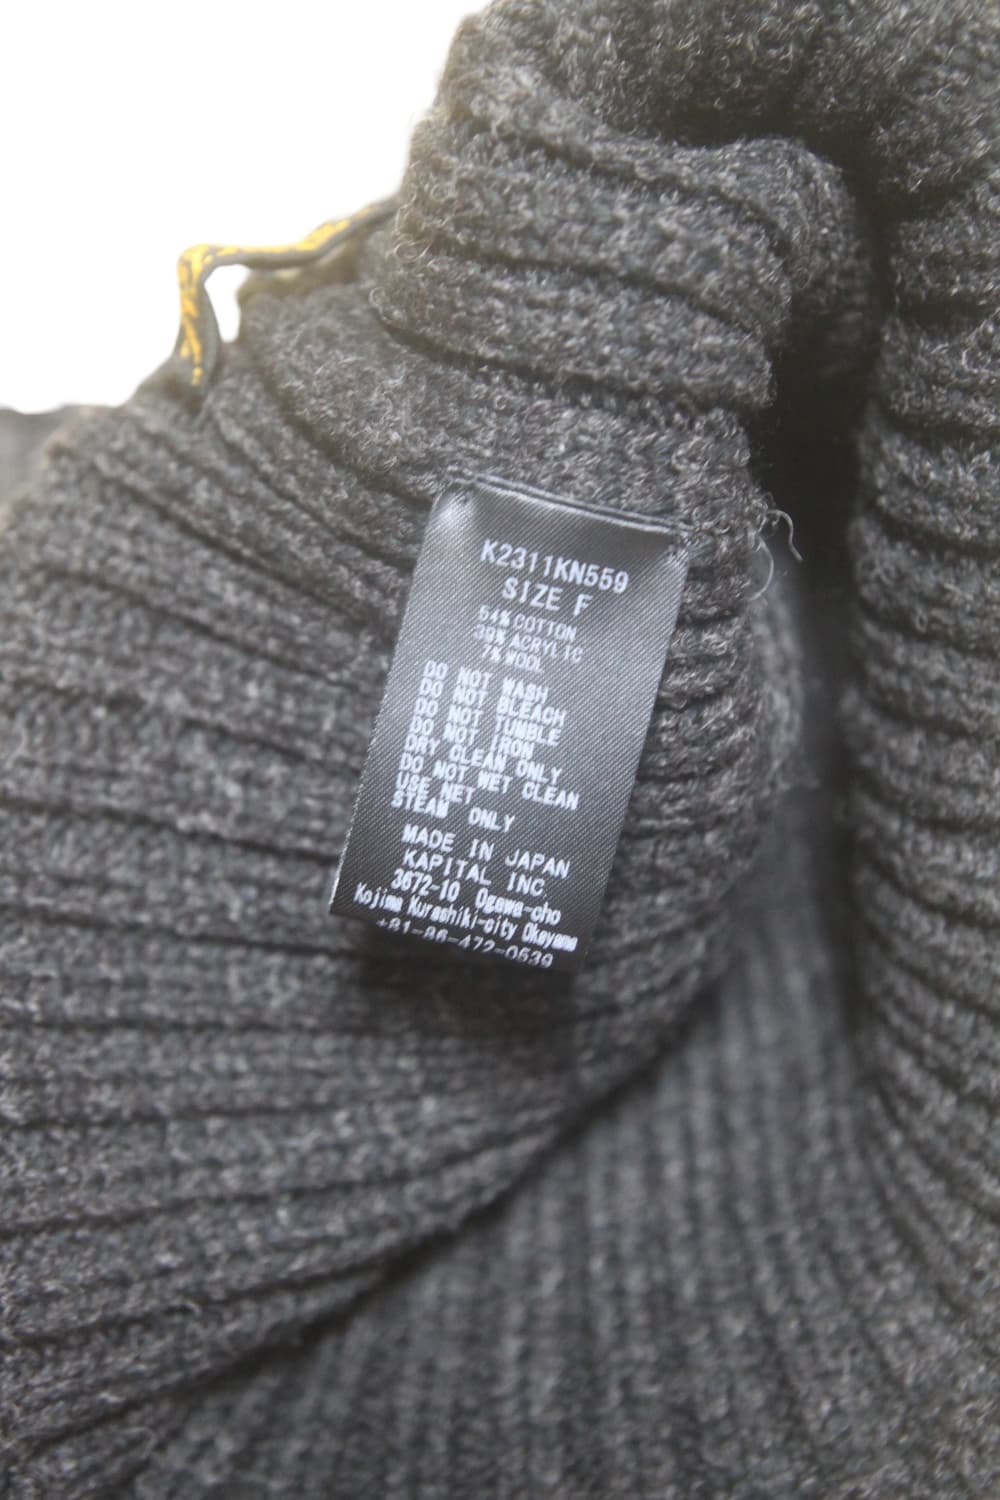 K2311KN559
SIZE F
54% COTTON
39% ACRYLIC
7% WOOL
DO NOT WASH
DO NOT BLEACH
DO NOT TUMBLE
DO NOT IRON
DRY CLEAN ONLY
DO NOT WET CLEAN
USE NET
STEAM ONLY
MADE IN JAPAN
KAPITAL INC.
3672-10 Ogawa-cho
Kojima Kurashiki-city Okayama
+81-86-472-0539